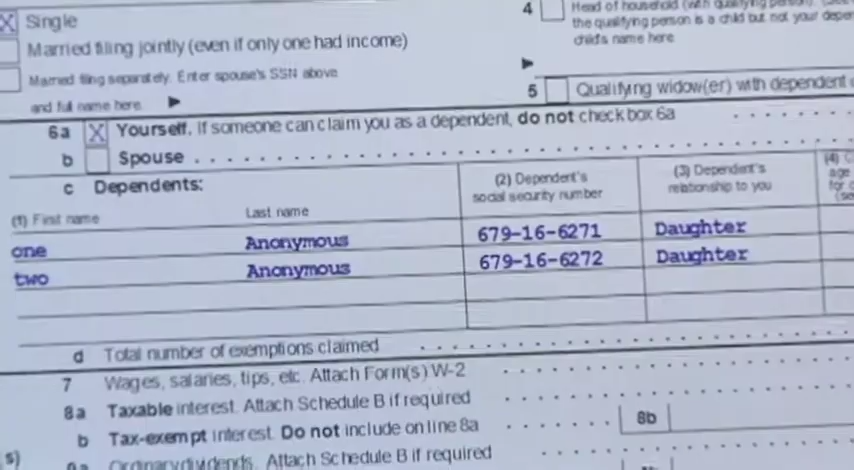 X Single
4 Head of household (with qualifying person).
Married filing jointly (even if only one had income)
the qualifying person is a child but not your
child's name here
Married filing separately. Enter spouse's SSN above
and full name here. ▶
▶
5 Qualifying widow(er) with dependent
6a X Yourself. If someone can claim you as a dependent, do not check box 6a
b Spouse
c Dependents:
(1) First name Last name
(2) Dependent's
social security number
(3) Dependent's
relationship to you
(4)
age
for
one Anonymous 679-16-6271 Daughter
two Anonymous 679-16-6272 Daughter
d Total number of exemptions claimed
7 Wages, salaries, tips, etc. Attach Form(s) W-2
8a Taxable interest. Attach Schedule B if required
b Tax-exempt interest. Do not include on line 8a 8b
s)
9a Ordinary dividends. Attach Schedule B if required